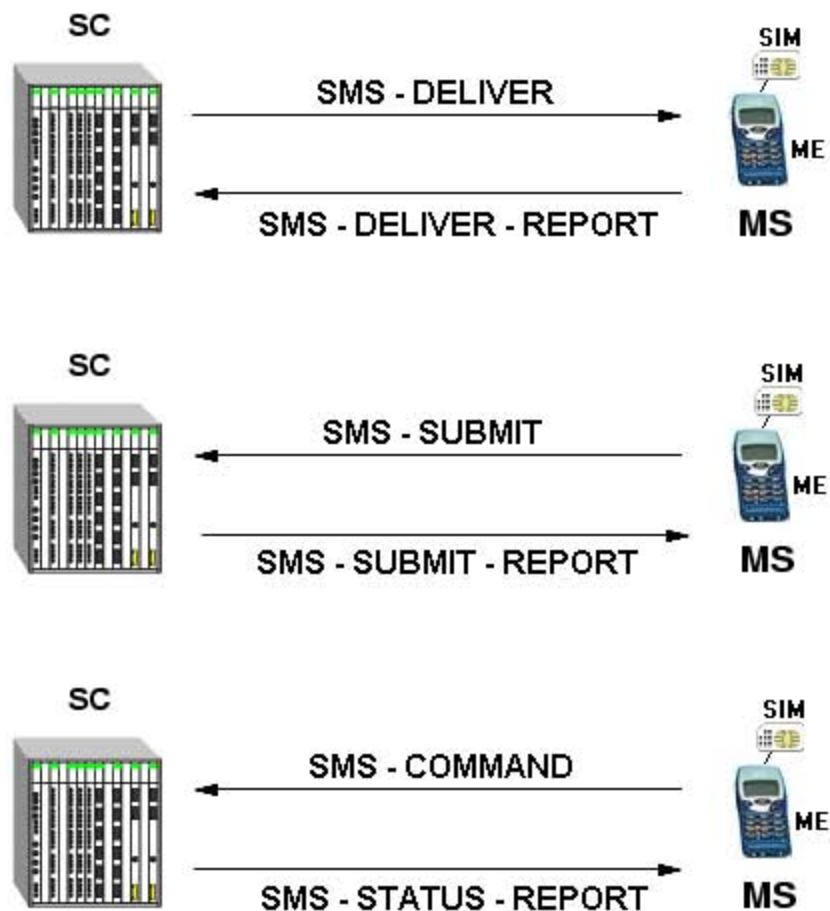 SC
SIM
SMS - DELIVER
ME
SMS - DELIVER - REPORT
MS
SC
SIM
SMS - SUBMIT
ME
SMS - SUBMIT - REPORT
MS
SC
SIM
SMS - COMMAND
ME
SMS - STATUS - REPORT
MS